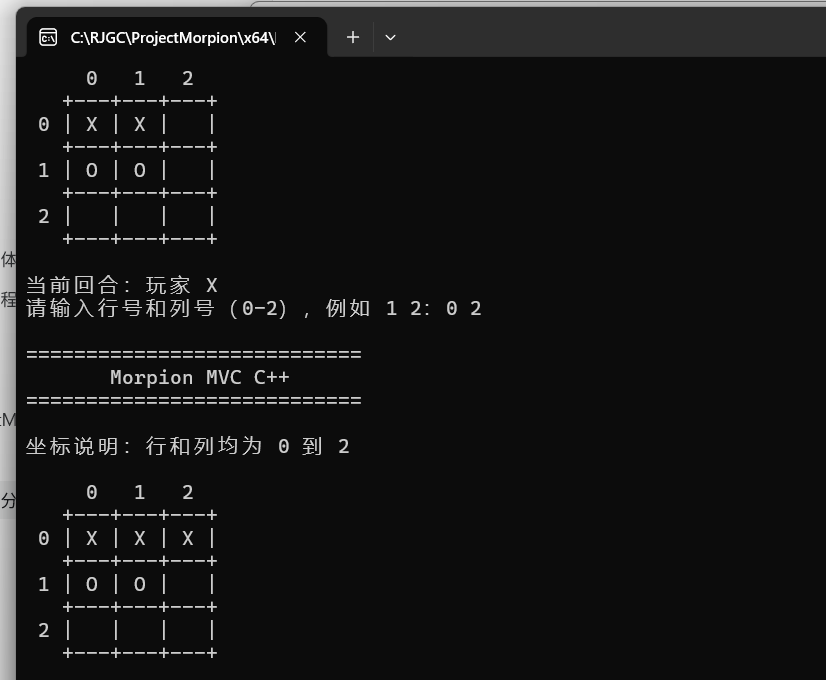 C:\RJGC\ProjectMorpion\x64\
0 1 2
+---+---+---+
0 | X | X |   |
+---+---+---+
1 | O | O |   |
+---+---+---+
2 |   |   |   |
+---+---+---+
当前回合: 玩家 X
请输入行号和列号 (0-2) , 例如 1 2: 0 2
============================
Morpion MVC C++
============================
坐标说明: 行和列均为 0 到 2
0 1 2
+---+---+---+
0 | X | X | X |
+---+---+---+
1 | O | O |   |
+---+---+---+
2 |   |   |   |
+---+---+---+
体
程
M
分